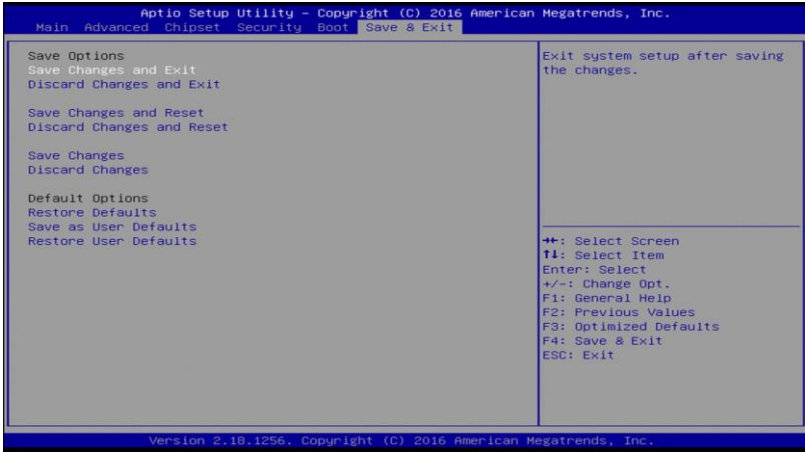 Aptio Setup Utility – Copyright (C) 2016 American Megatrends, Inc.
Main Advanced Chipset Security Boot Save & Exit
Save Options
Save Changes and Exit
Discard Changes and Exit
Save Changes and Reset
Discard Changes and Reset
Save Changes
Discard Changes
Default Options
Restore Defaults
Save as User Defaults
Restore User Defaults
Exit system setup after saving
the changes.
→←: Select Screen
↑↓: Select Item
Enter: Select
+/-: Change Opt.
F1: General Help
F2: Previous Values
F3: Optimized Defaults
F4: Save & Exit
ESC: Exit
Version 2.18.1256. Copyright (C) 2016 American Megatrends, Inc.